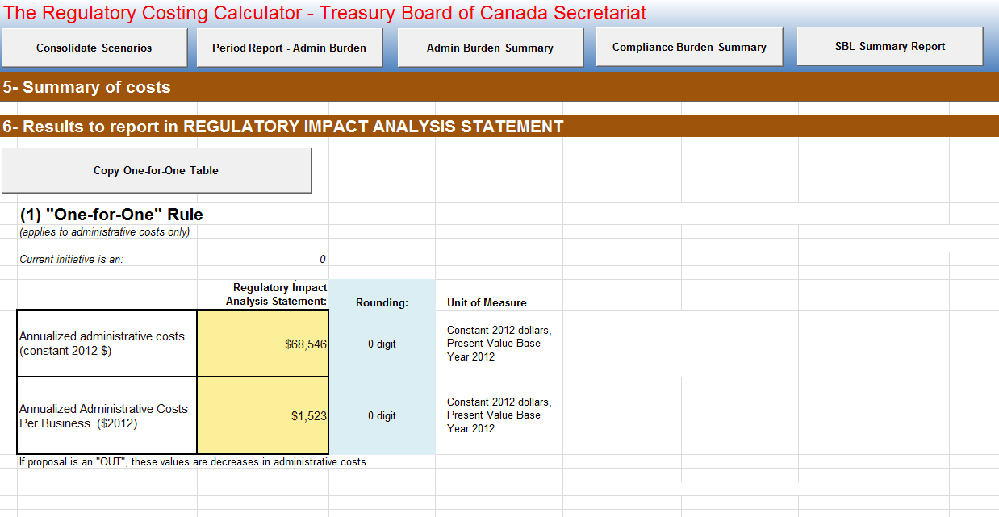 The Regulatory Costing Calculator - Treasury Board of Canada Secretariat
Consolidate Scenarios
Period Report - Admin Burden
Admin Burden Summary
Compliance Burden Summary
SBL Summary Report
5- Summary of costs
6- Results to report in REGULATORY IMPACT ANALYSIS STATEMENT
Copy One-for-One Table
(1) "One-for-One" Rule
(applies to administrative costs only)
Current initiative is an:
0
Regulatory Impact
Analysis Statement:
Rounding:
Unit of Measure
Annualized administrative costs
(constant 2012 $)
$68,546
0 digit
Constant 2012 dollars,
Present Value Base
Year 2012
Annualized Administrative Costs
Per Business  ($2012)
$1,523
0 digit
Constant 2012 dollars,
Present Value Base
Year 2012
If proposal is an "OUT", these values are decreases in administrative costs